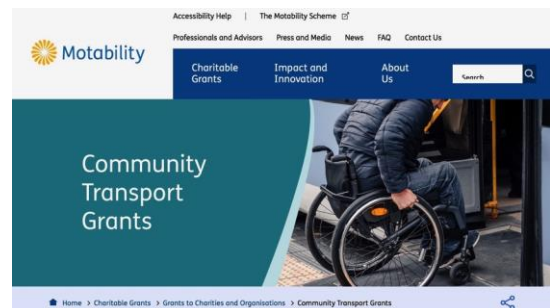 Accessibility Help | The Motability Scheme
Professionals and Advisors Press and Media News FAQ Contact Us
Motability
Charitable Grants
Impact and Innovation
About Us
Search
Community
Transport
Grants
Home > Charitable Grants > Grants to Charities and Organisations > Community Transport Grants